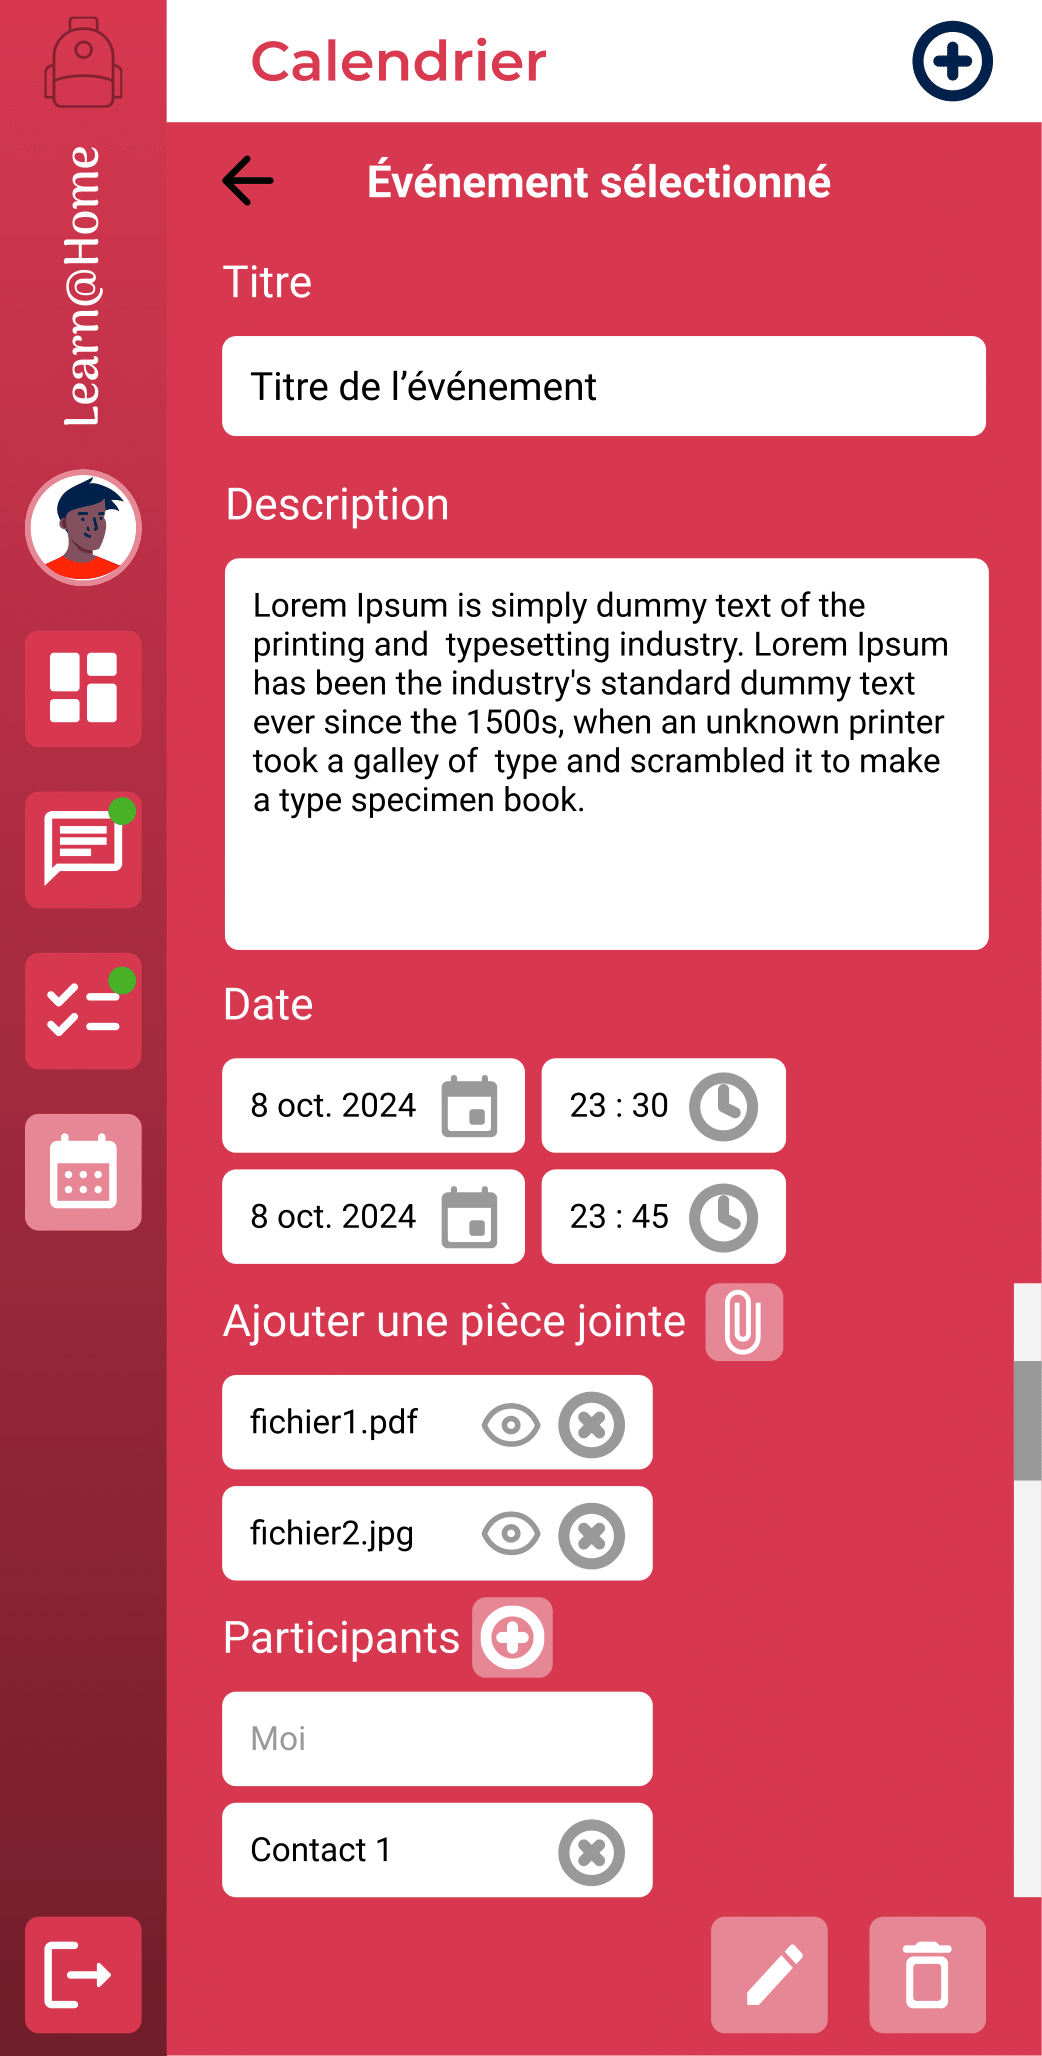 Learn@Home
Calendrier
Événement sélectionné
Titre
Titre de l’événement
Description
Lorem Ipsum is simply dummy text of the
printing and  typesetting industry. Lorem Ipsum
has been the industry's standard dummy text
ever since the 1500s, when an unknown printer
took a galley of  type and scrambled it to make
a type specimen book.
Date
8 oct. 2024 23 : 30
8 oct. 2024 23 : 45
Ajouter une pièce jointe
fichier1.pdf
fichier2.jpg
Participants
Moi
Contact 1